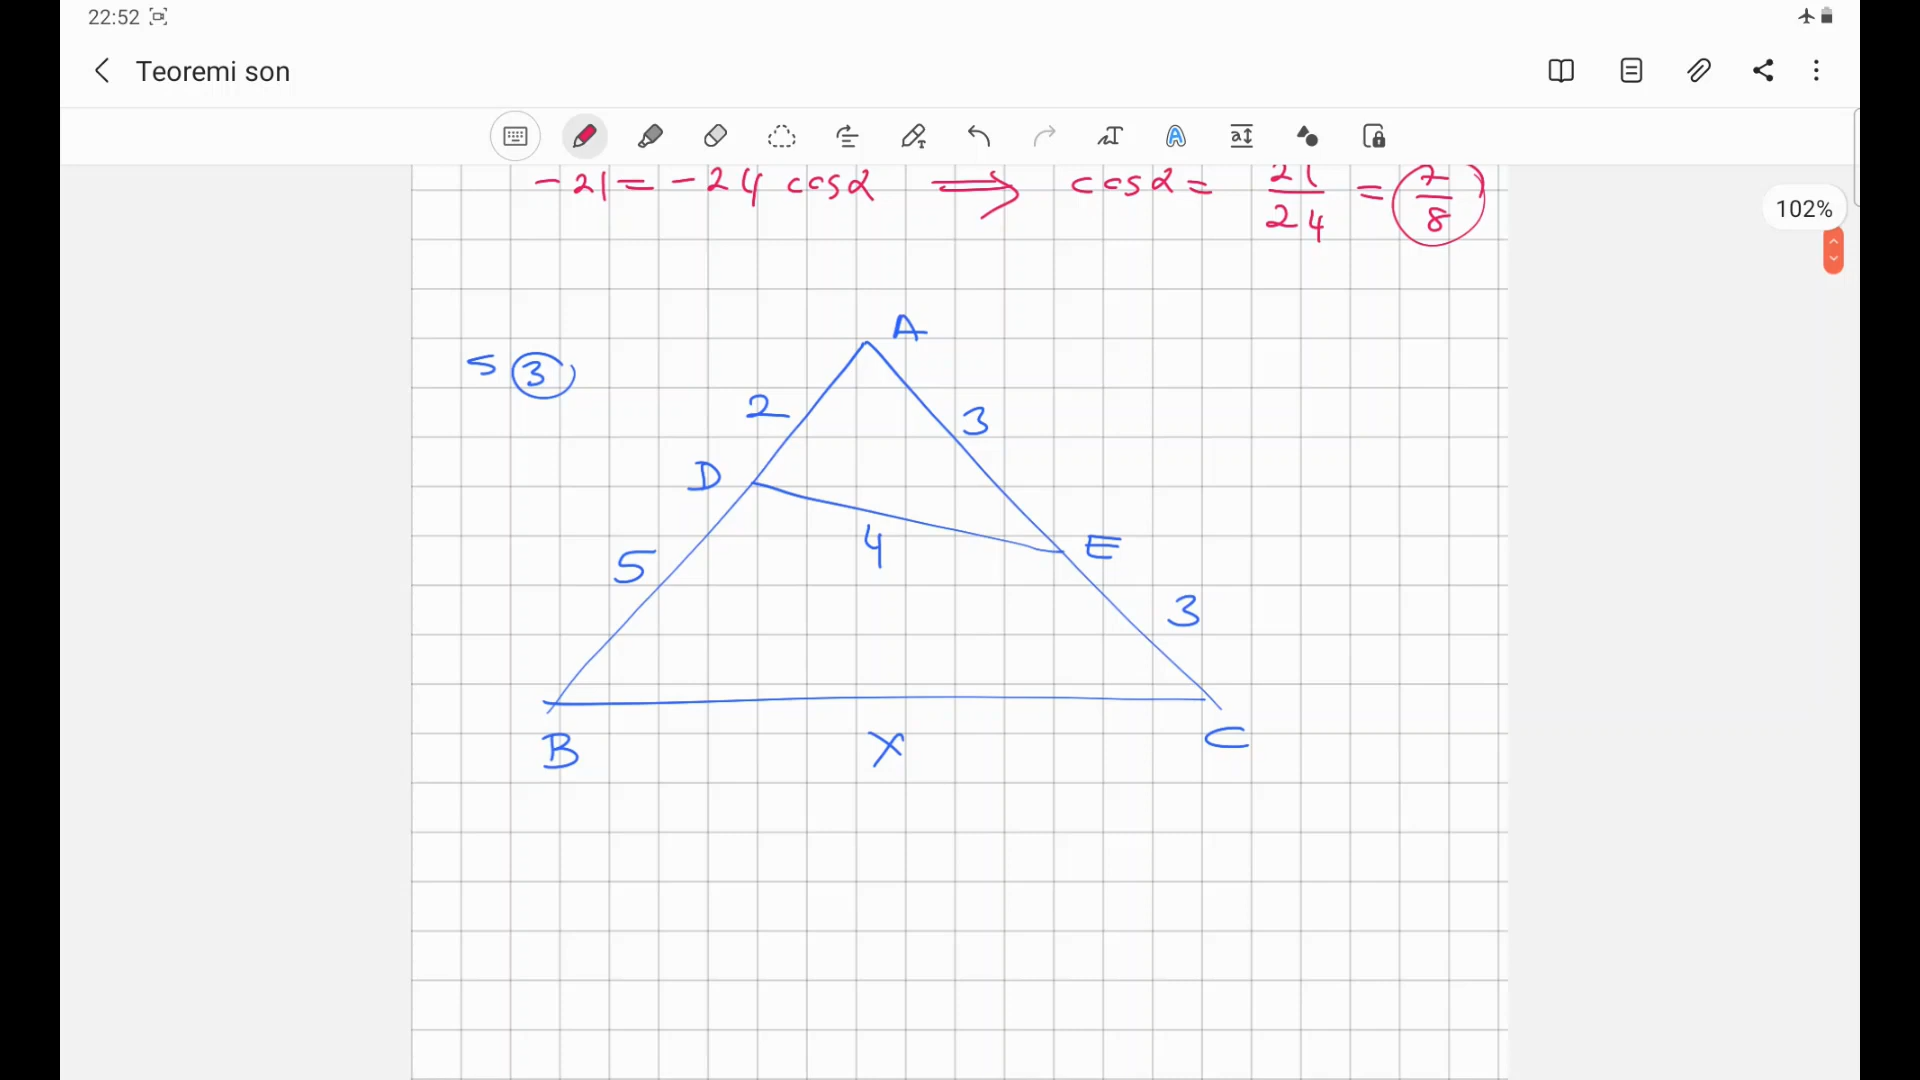 22:52
Teoremi son
102%
-21 = -24 cosα ⟹ cosα = 21/24 = 7/8
S 3
A
2
3
D
4
E
5
3
B
X
C